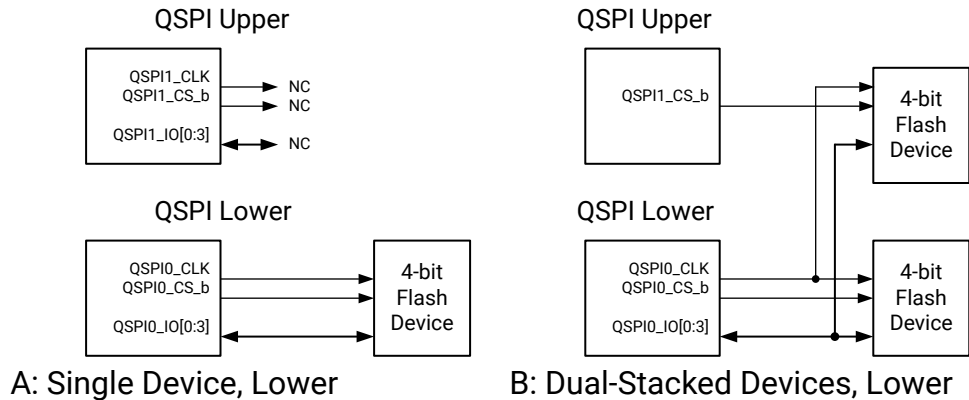 QSPI Upper
QSPI1_CLK
QSPI1_CS_b
QSPI1_IO[0:3]
NC
NC
NC
QSPI Lower
QSPI0_CLK
QSPI0_CS_b
QSPI0_IO[0:3]
4-bit
Flash
Device
A: Single Device, Lower
QSPI Upper
QSPI1_CS_b
4-bit
Flash
Device
QSPI Lower
QSPI0_CLK
QSPI0_CS_b
QSPI0_IO[0:3]
4-bit
Flash
Device
B: Dual-Stacked Devices, Lower